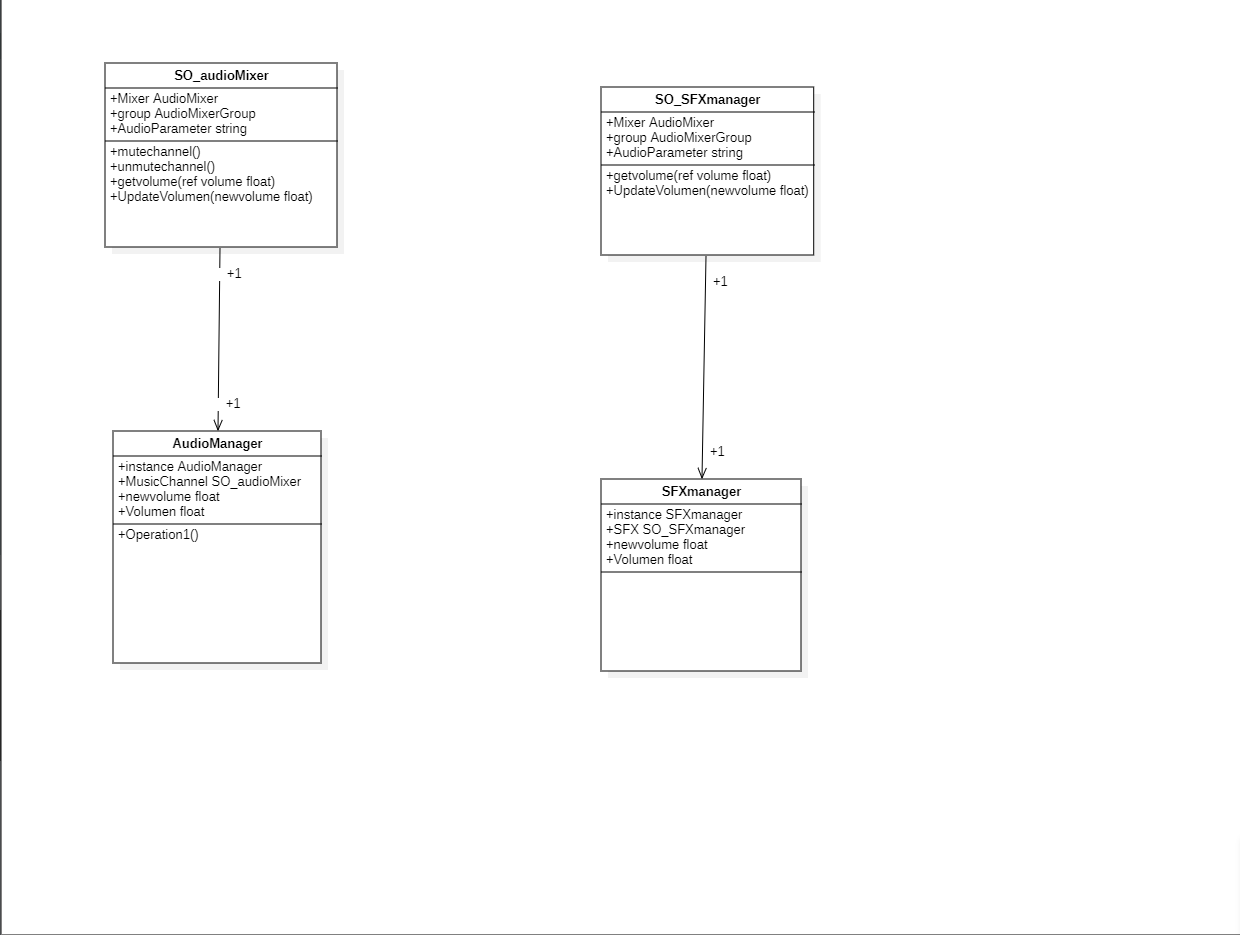 SO_audioMixer
+Mixer AudioMixer
+group AudioMixerGroup
+AudioParameter string
+mutechannel()
+unmutechannel()
+getvolume(ref volume float)
+UpdateVolumen(newvolume float)
+1
+1
AudioManager
+instance AudioManager
+MusicChannel SO_audioMixer
+newvolume float
+Volumen float
+Operation1()
SO_SFXmanager
+Mixer AudioMixer
+group AudioMixerGroup
+AudioParameter string
+getvolume(ref volume float)
+UpdateVolumen(newvolume float)
+1
+1
SFXmanager
+instance SFXmanager
+SFX SO_SFXmanager
+newvolume float
+Volumen float